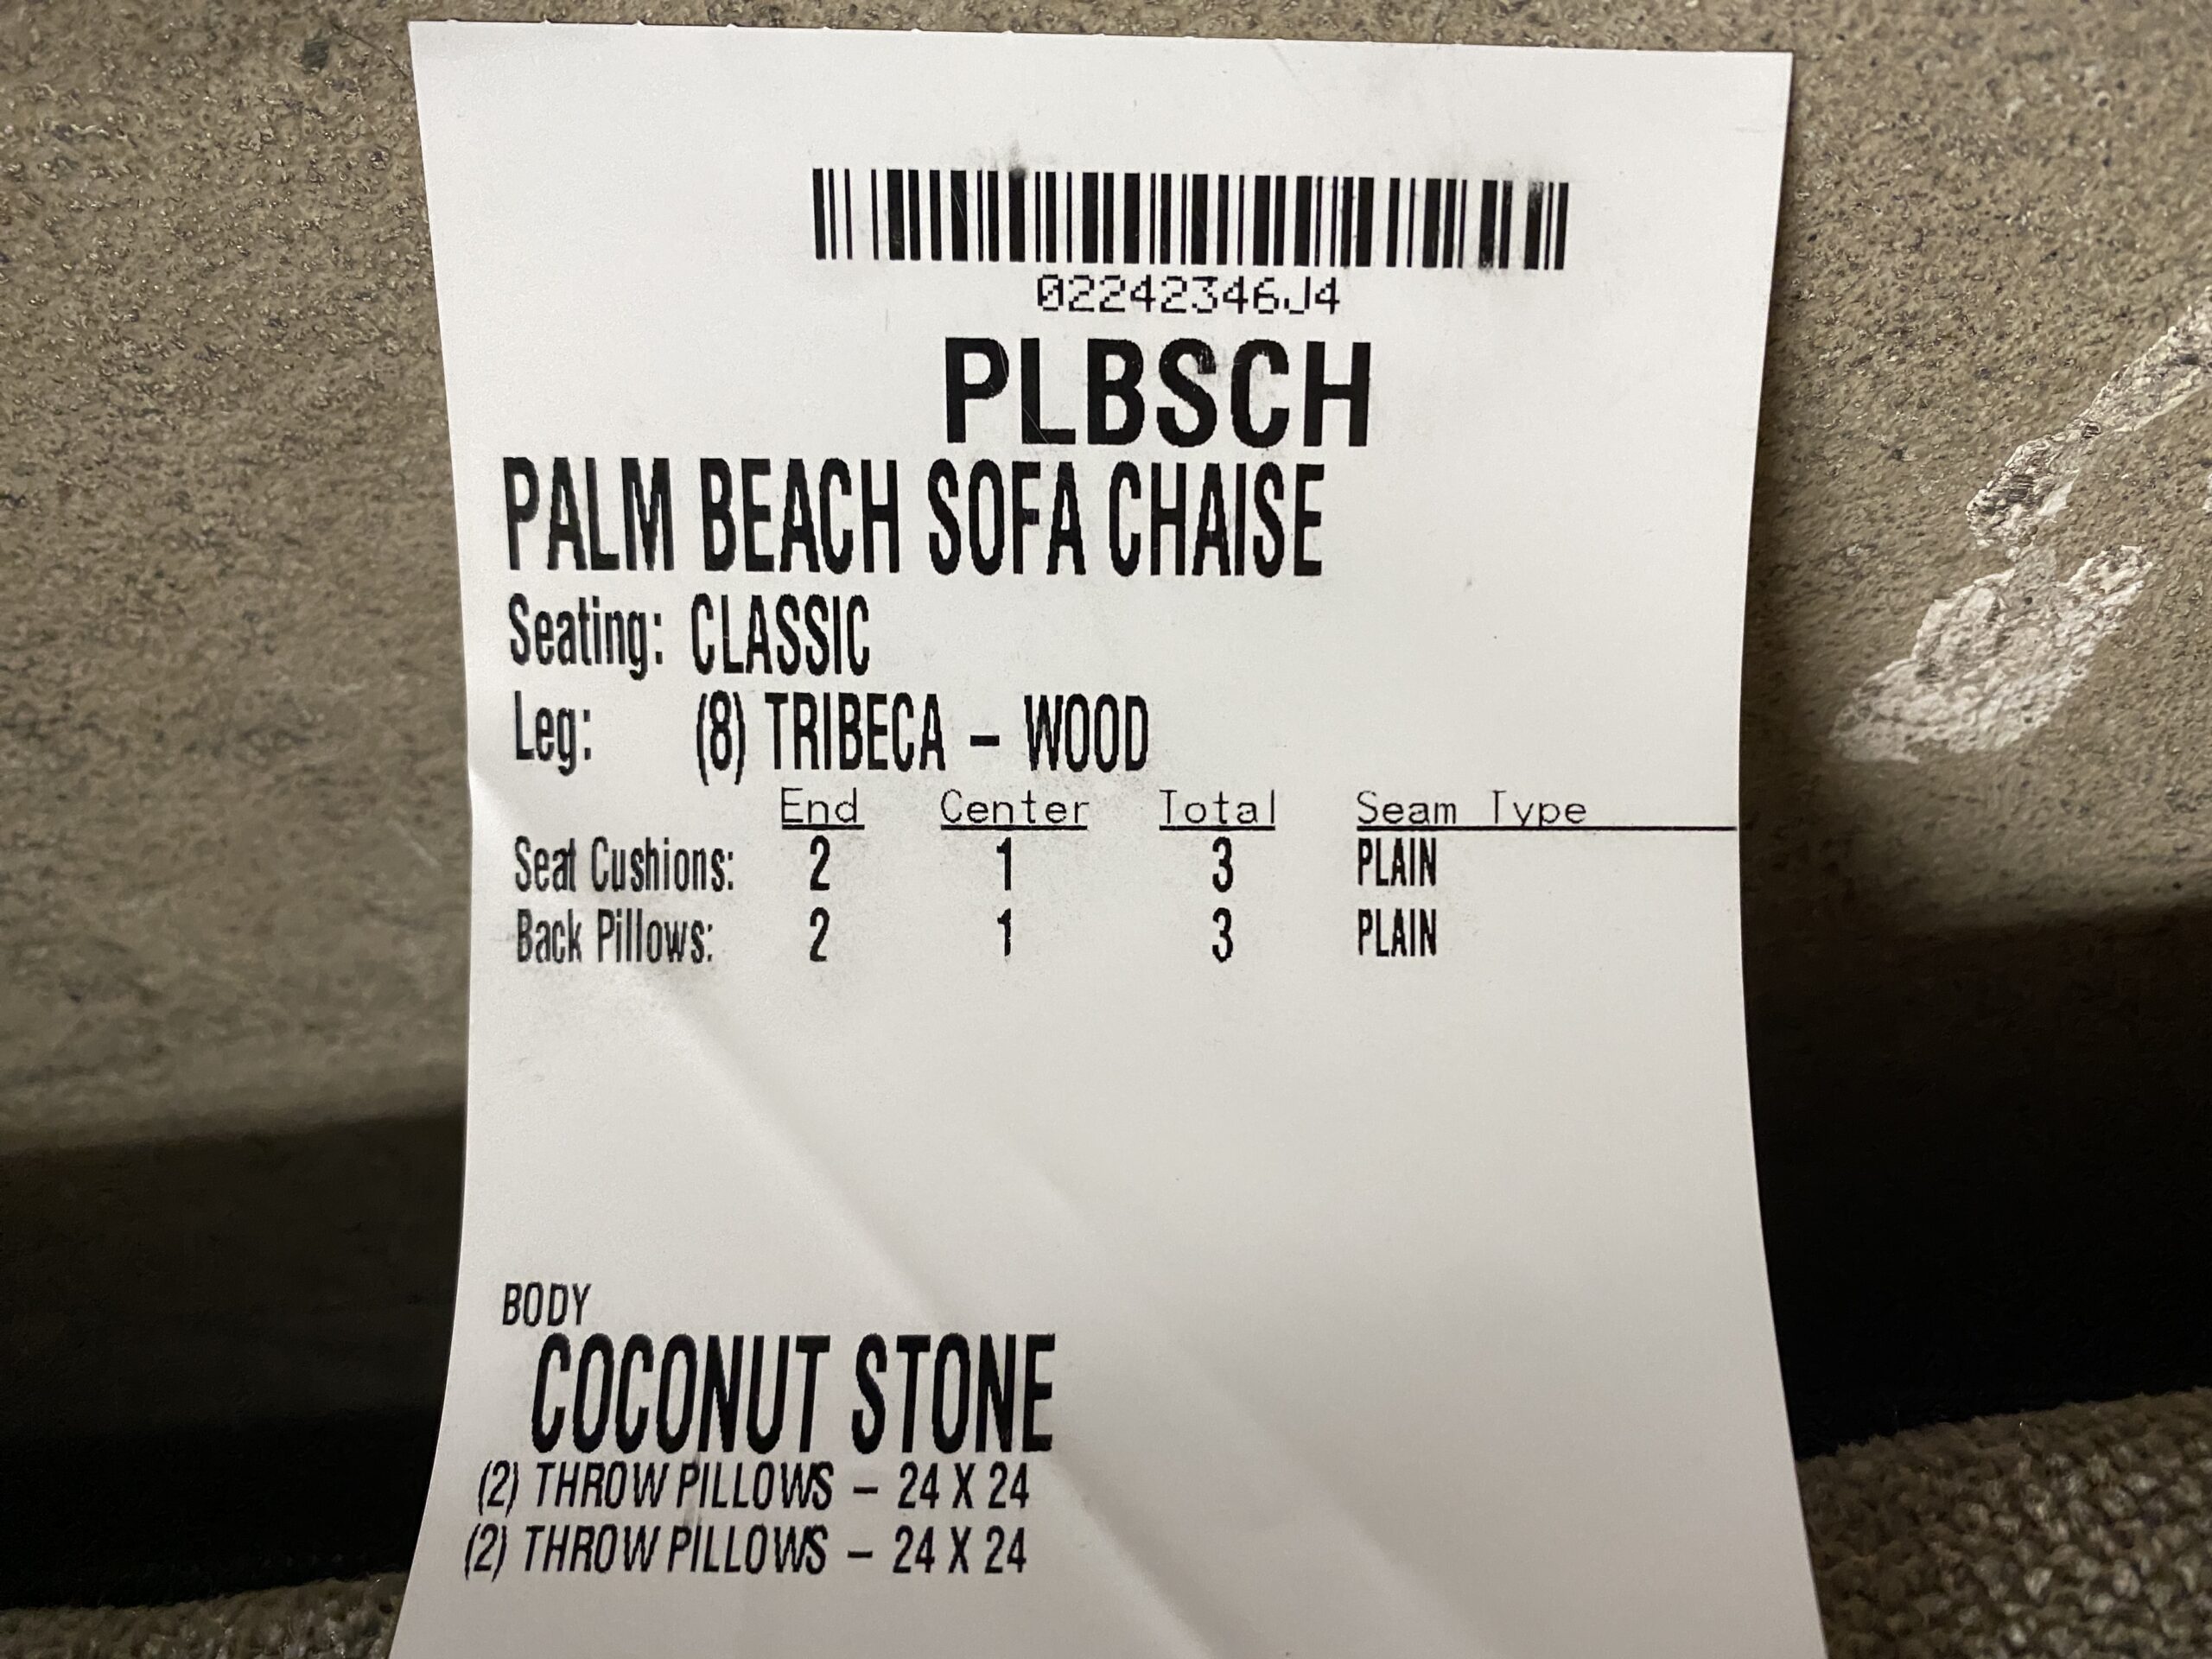 02242346J4
PLBSCH
PALM BEACH SOFA CHAISE
Seating: CLASSIC
Leg: (8) TRIBECA – WOOD
End Center Total Seam Type
Seat Cushions: 2 1 3 PLAIN
Back Pillows: 2 1 3 PLAIN
BODY
COCONUT STONE
(2) THROW PILLOWS – 24 X 24
(2) THROW PILLOWS – 24 X 24